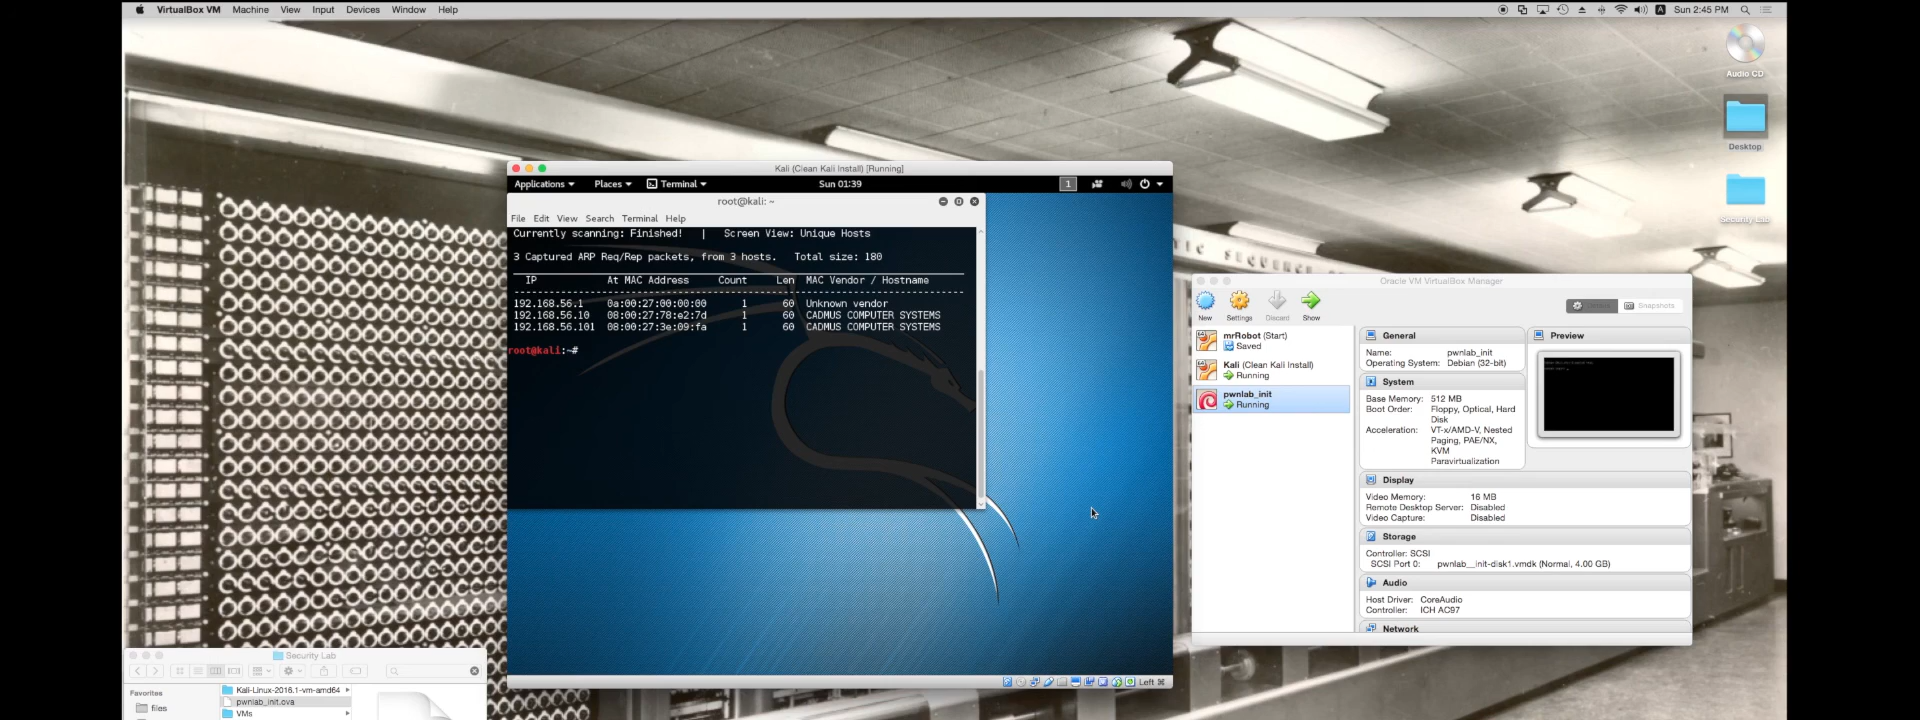 VirtualBox VM Machine View Input Devices Window Help
Sun 2:45 PM
Audio CD
Desktop
Security Lab
Kali (Clean Kali Install) [Running]
Applications Places Terminal Sun 01:39 1
root@kali: ~
File Edit View Search Terminal Help
Currently scanning: Finished! | Screen View: Unique Hosts
3 Captured ARP Req/Rep packets, from 3 hosts. Total size: 180
IP At MAC Address Count Len MAC Vendor / Hostname
-----------------------------------------------------------------------------
192.168.56.1 0a:00:27:00:00:00 1 60 Unknown vendor
192.168.56.10 08:00:27:78:e2:7d 1 60 CADMUS COMPUTER SYSTEMS
192.168.56.101 08:00:27:3e:09:fa 1 60 CADMUS COMPUTER SYSTEMS
root@kali:~#
Left ⌘
Oracle VM VirtualBox Manager
New Settings Discard Show
Snapshots
mrRobot (Start)
Saved
Kali (Clean Kali Install)
Running
pwnlab_init
Running
General
Name: pwnlab_init
Operating System: Debian (32-bit)
System
Base Memory: 512 MB
Boot Order: Floppy, Optical, Hard
Disk
Acceleration: VT-x/AMD-V, Nested
Paging, PAE/NX,
KVM
Paravirtualization
Preview
Display
Video Memory: 16 MB
Remote Desktop Server: Disabled
Video Capture: Disabled
Storage
Controller: SCSI
SCSI Port 0: pwnlab__init-disk1.vmdk (Normal, 4.00 GB)
Audio
Host Driver: CoreAudio
Controller: ICH AC97
Network
Security Lab
Favorites
files
Kali-Linux-2016.1-vm-amd64
pwnlab_init.ova
VMs